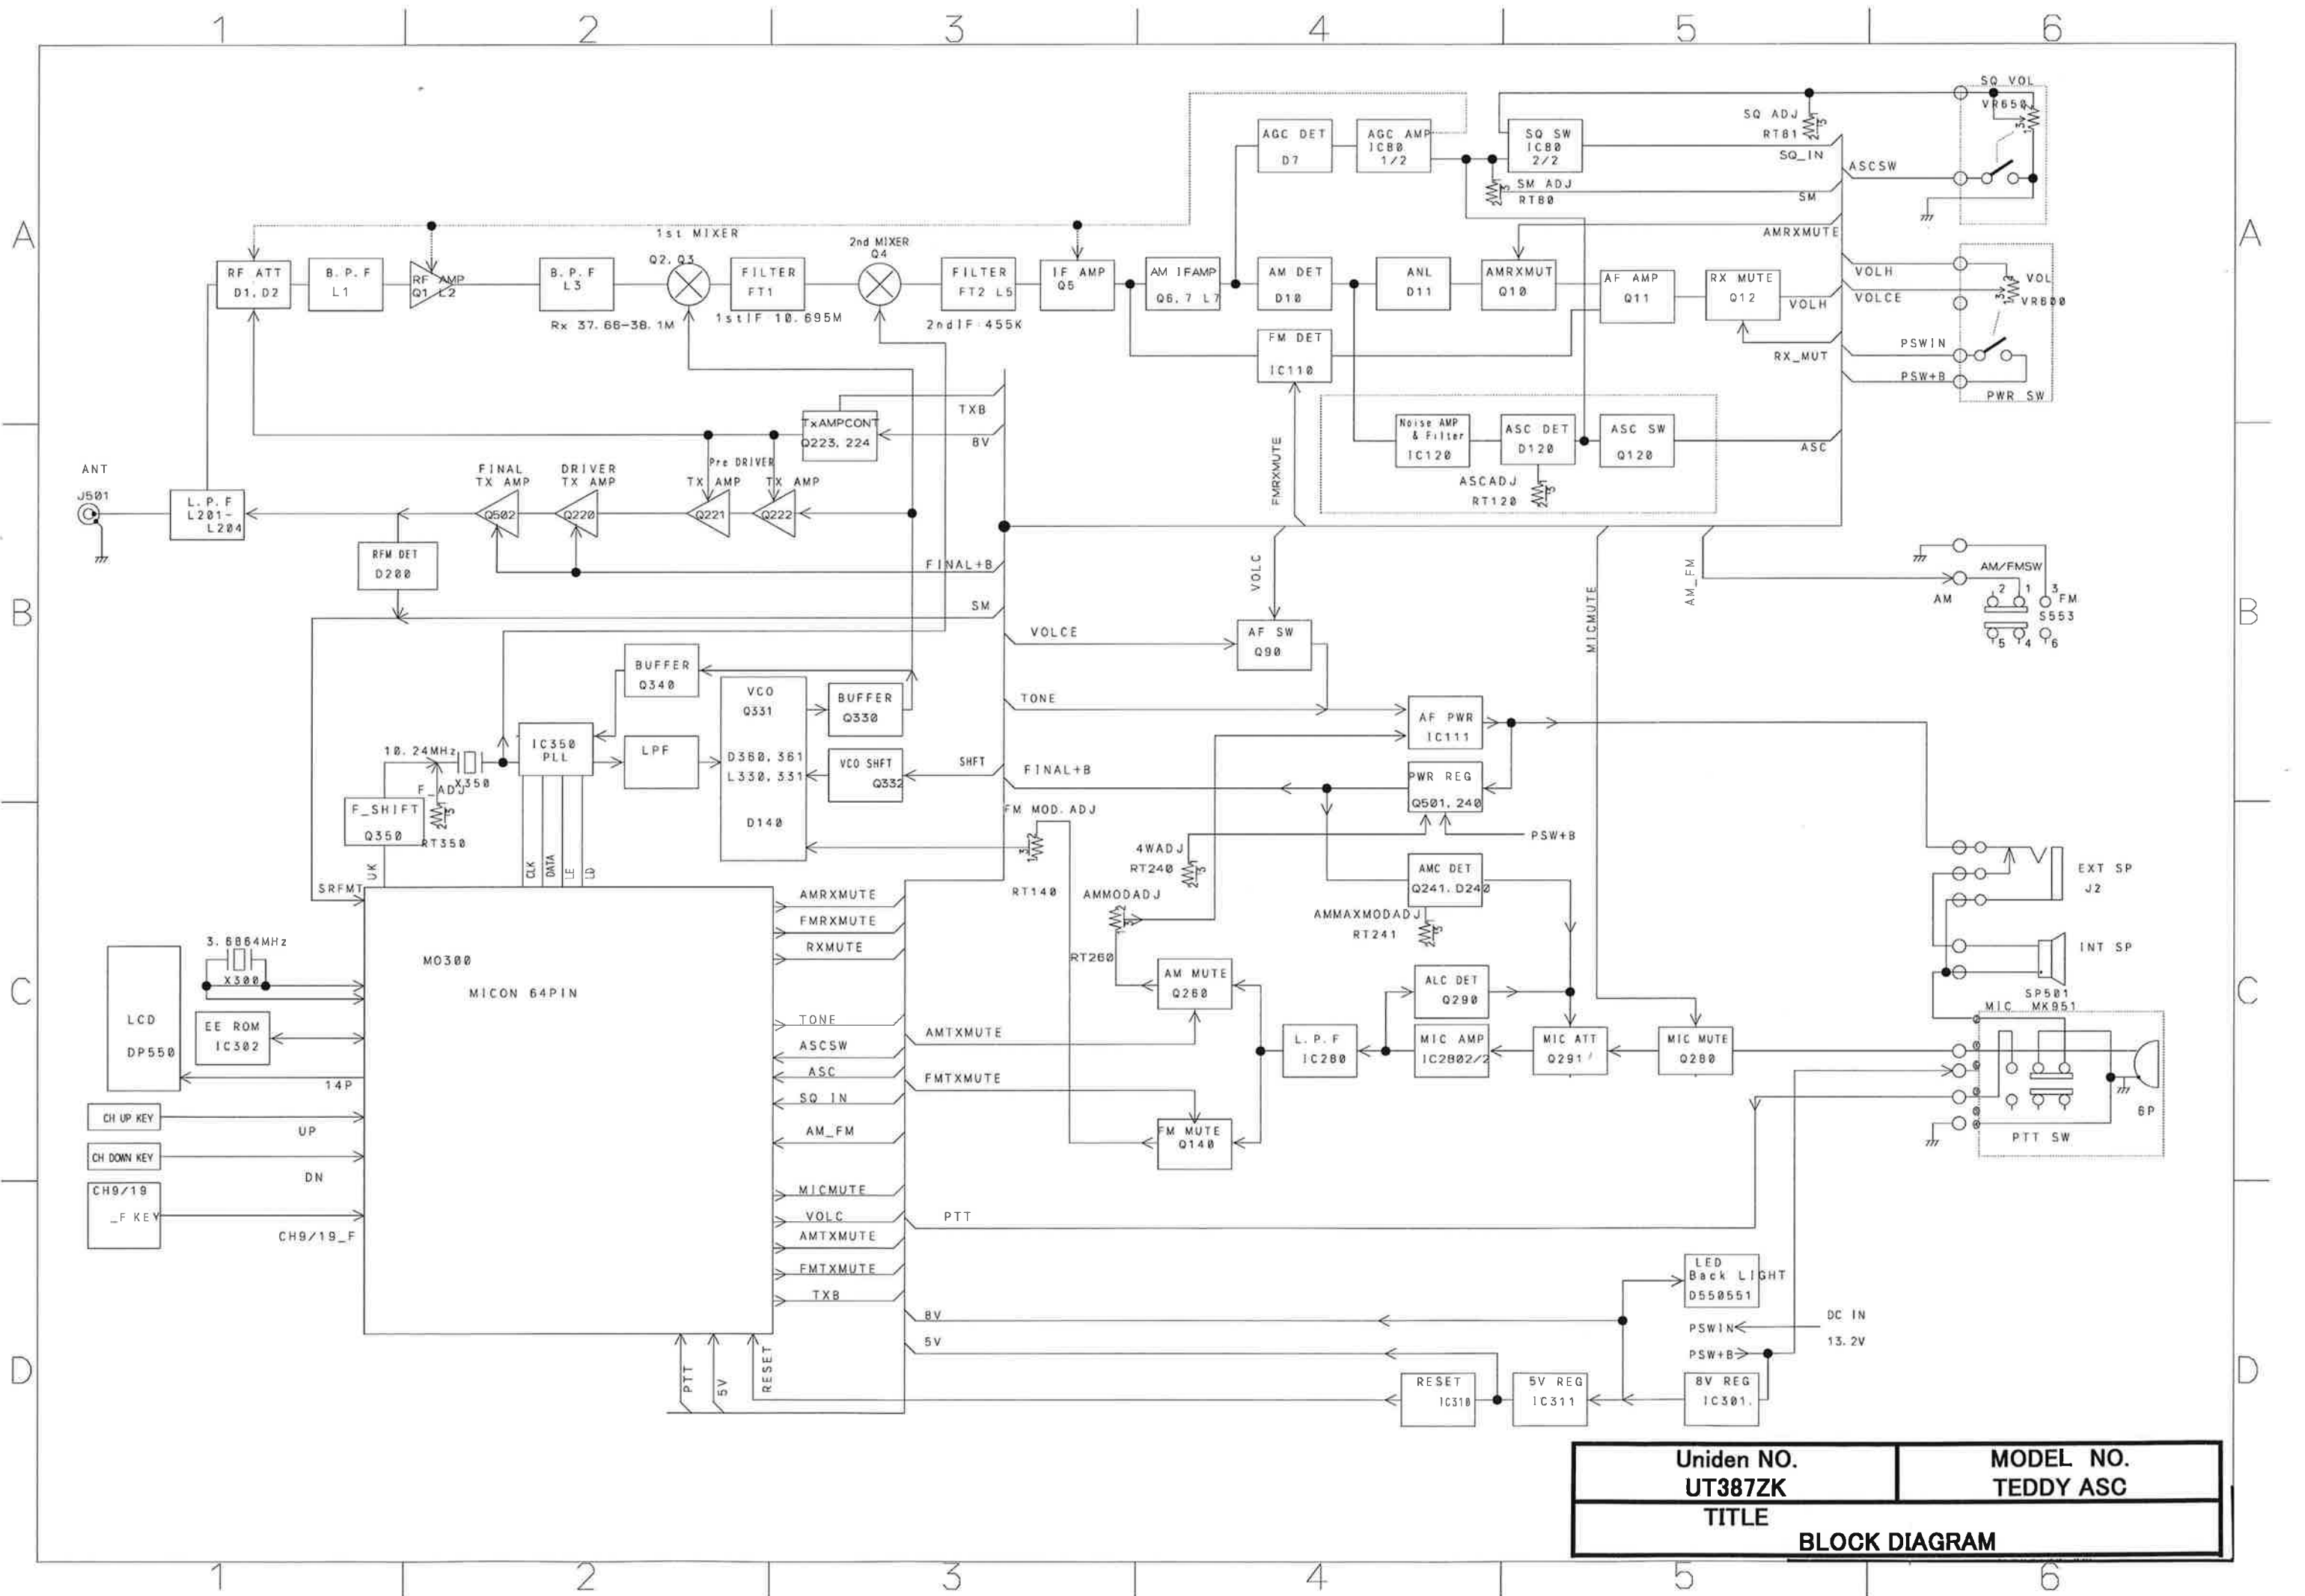 1 2 3 4 5 6
SQ_VOL
VR650
SQ ADJ
RT81
AGC DET
D7
AGC AMP
IC80
1/2
SQ SW
IC80
2/2
SQ_IN
ASCSW
SM ADJ
RT80
SM
A
A
1st MIXER
Q2,Q3
2nd MIXER
Q4
AMRXMUTE
RF ATT
D1,D2
B.P.F
L1
RF AMP
Q1 L2
B.P.F
L3
FILTER
FT1
FILTER
FT2 L5
IF AMP
Q5
AM IFAMP
Q6,7 L7
AM DET
D10
ANL
D11
AMRXMUT
Q10
AF AMP
Q11
RX MUTE
Q12
VOLH
VOLH
VOLCE
VOL
VR600
Rx 37.66-38.1M
1stIF 10.695M
2ndIF 455K
FM DET
IC110
RX_MUT
PSWIN
PSW+B
PWR SW
TXB
TxAMPCONT
Q223,224
8V
FMRXMUTE
Noise AMP
& Filter
IC120
ASC DET
D120
ASC SW
Q120
ASC
ASCADJ
RT120
ANT
J501
L.P.F
L201-
L204
FINAL
TX AMP
Q502
DRIVER
TX AMP
Q220
Pre DRIVER
TX AMP
Q221
TX AMP
Q222
RFM DET
D200
FINAL+B
SM
B
B
VOLC
MICMUTE
AM_FM
AM/FMSW
AM
2 1 3
FM
S553
5 4 6
VOLCE
AF SW
Q90
BUFFER
Q340
VCO
Q331
D360,361
L330,331
D140
BUFFER
Q330
TONE
AF PWR
IC111
10.24MHz
X350
IC350
PLL
LPF
VCO SHFT
Q332
SHFT
FINAL+B
PWR REG
Q501,240
PSW+B
F_SHIFT
Q350
F_ADJ
RT350
UK
CLK
DATA
LE
LD
FM MOD.ADJ
RT140
4WADJ
RT240
AMC DET
Q241.D240
AMMODADJ
RT260
AMMAXMODADJ
RT241
EXT SP
J2
INT SP
SP501
SRFMT
MO300
MICON 64PIN
AMRXMUTE
FMRXMUTE
RXMUTE
TONE
ASCSW
ASC
SQ IN
AM_FM
MICMUTE
VOLC
AMTXMUTE
FMTXMUTE
TXB
C
C
3.6864MHz
X300
LCD
DP550
EE ROM
IC302
14P
CH UP KEY
UP
CH DOWN KEY
DN
CH9/19
_F KEY
CH9/19_F
AMTXMUTE
FMTXMUTE
AM MUTE
Q260
FM MUTE
Q140
L.P.F
IC280
ALC DET
Q290
MIC AMP
IC2802/2
MIC ATT
Q291
MIC MUTE
Q280
MIC MK951
PTT SW
6P
PTT
LED
Back LIGHT
D550551
8V
5V
PSWIN
DC IN
13.2V
PSW+B
RESET
IC310
5V REG
IC311
8V REG
IC301.
PTT
5V
RESET
D
D
Uniden NO.
UT387ZK
MODEL NO.
TEDDY ASC
TITLE
BLOCK DIAGRAM
1 2 3 4 5 6